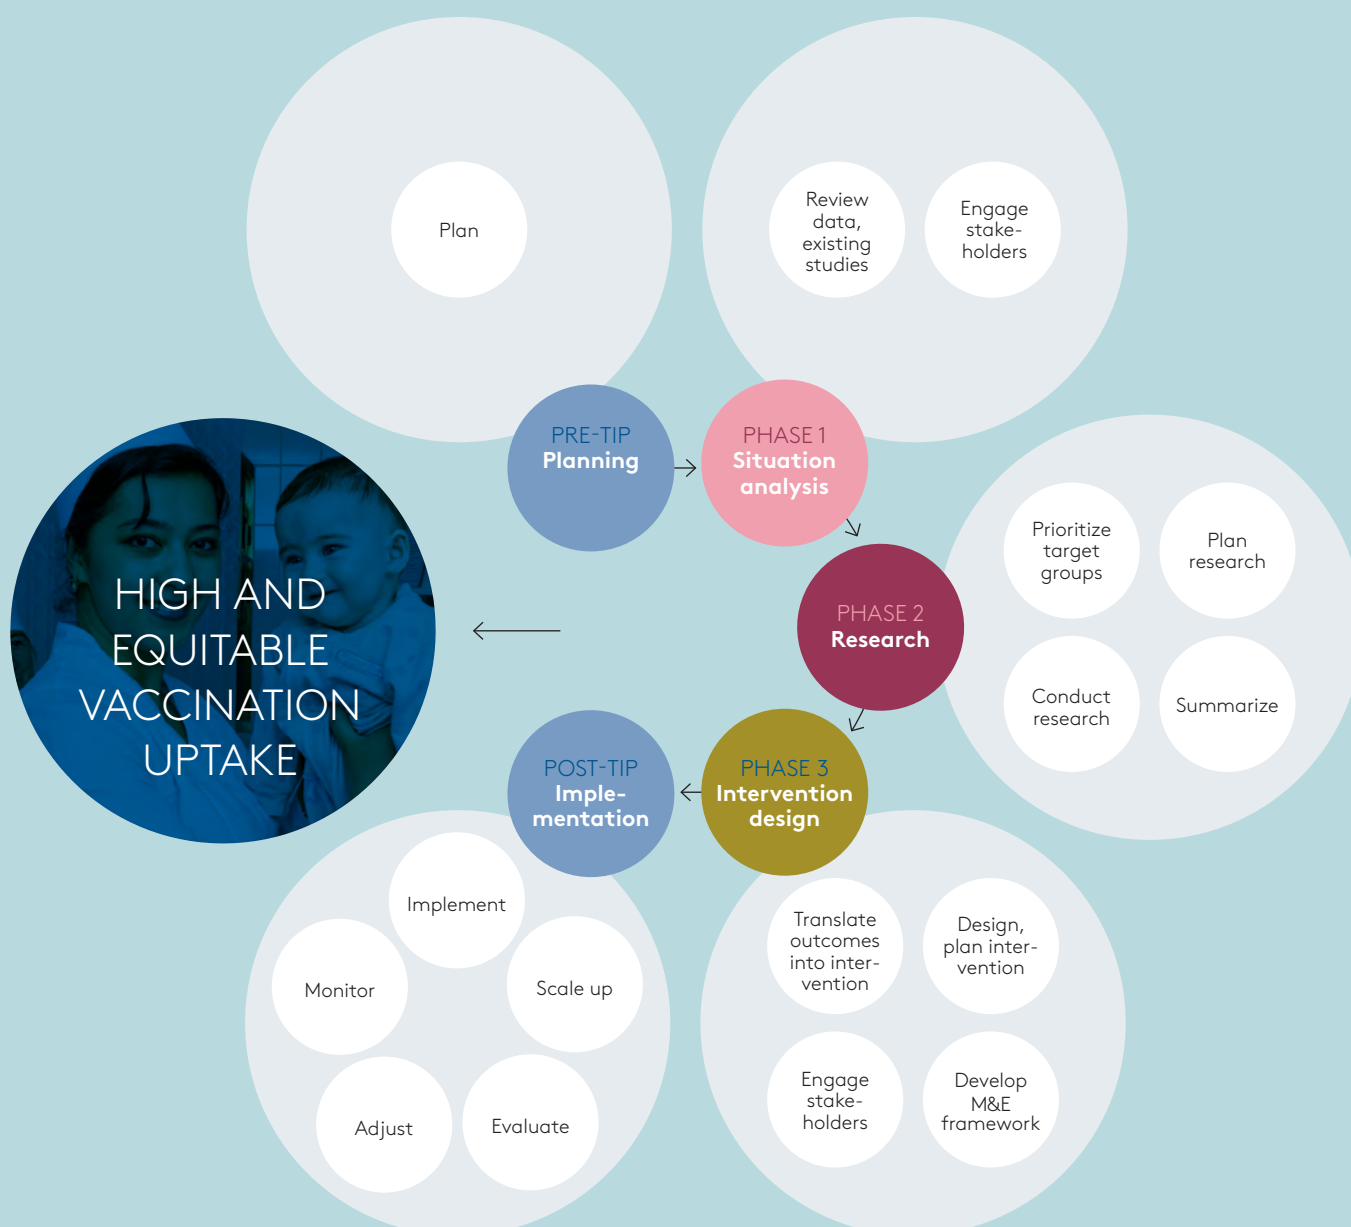 Plan
Review
data,
existing
studies
Engage
stake-
holders
PRE-TIP
Planning
PHASE 1
Situation
analysis
HIGH AND
EQUITABLE
VACCINATION
UPTAKE
PHASE 2
Research
Prioritize
target
groups
Plan
research
Conduct
research
Summarize
POST-TIP
Imple-
mentation
PHASE 3
Intervention
design
Implement
Monitor
Scale up
Adjust
Evaluate
Translate
outcomes
into inter-
vention
Design,
plan inter-
vention
Engage
stake-
holders
Develop
M&E
framework